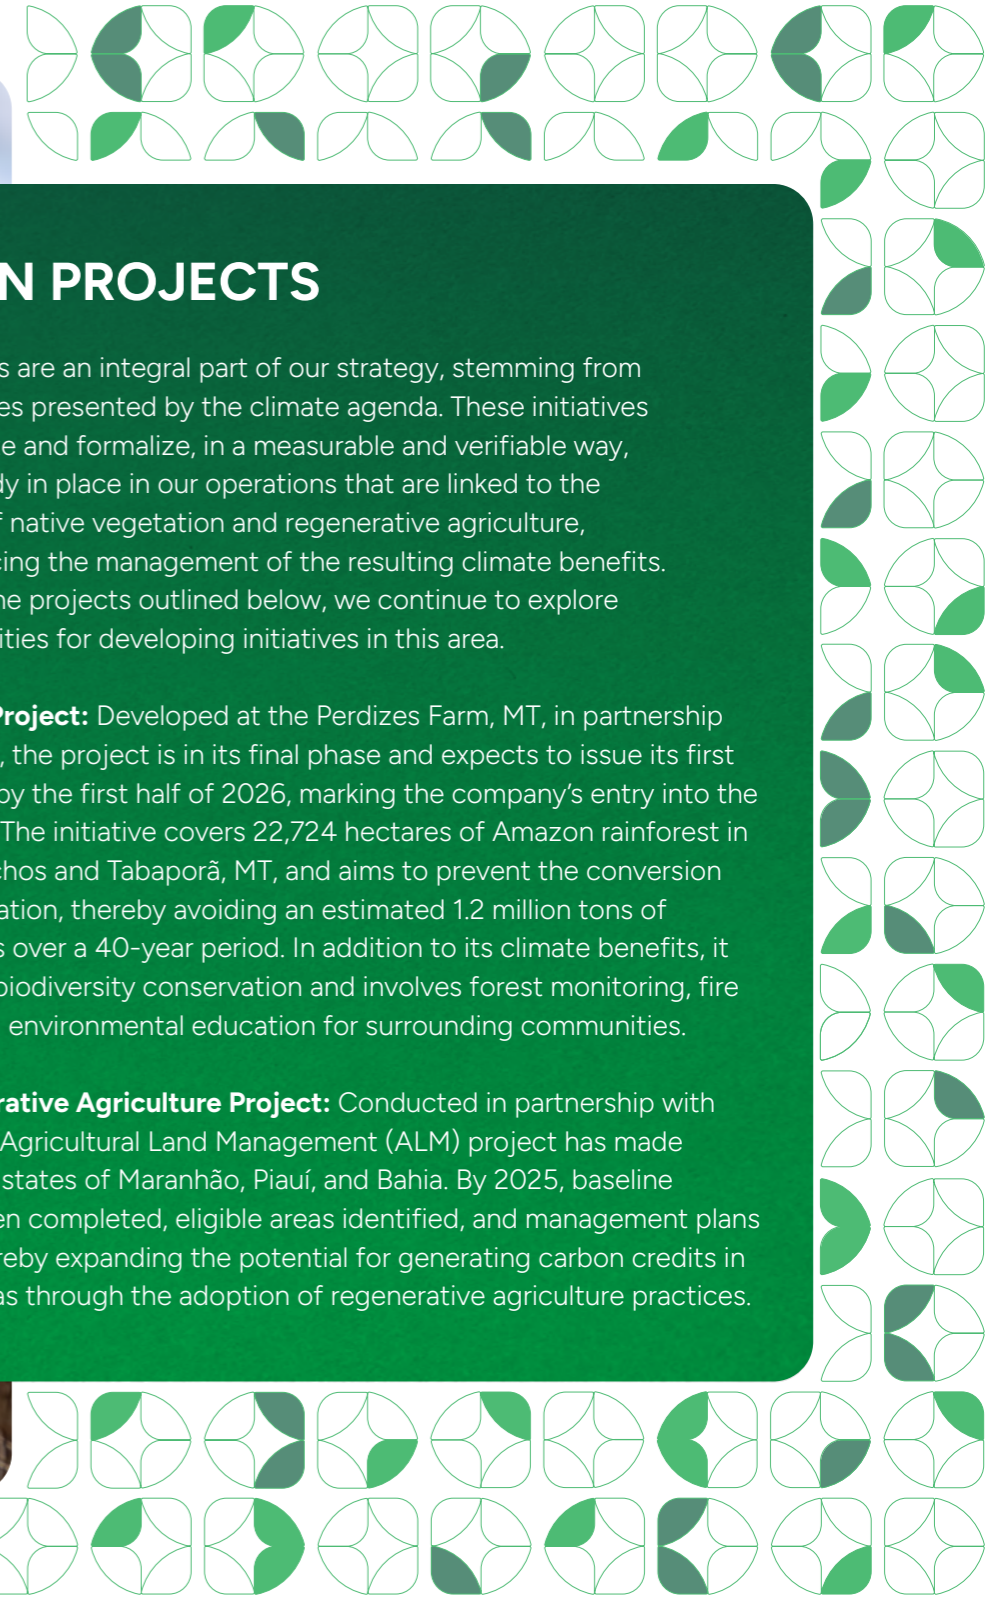 N PROJECTS
s are an integral part of our strategy, stemming from
es presented by the climate agenda. These initiatives
e and formalize, in a measurable and verifiable way,
dy in place in our operations that are linked to the
f native vegetation and regenerative agriculture,
cing the management of the resulting climate benefits.
he projects outlined below, we continue to explore
ities for developing initiatives in this area.
Project: Developed at the Perdizes Farm, MT, in partnership
, the project is in its final phase and expects to issue its first
by the first half of 2026, marking the company’s entry into the
The initiative covers 22,724 hectares of Amazon rainforest in
chos and Tabaporã, MT, and aims to prevent the conversion
ation, thereby avoiding an estimated 1.2 million tons of
s over a 40-year period. In addition to its climate benefits, it
biodiversity conservation and involves forest monitoring, fire
environmental education for surrounding communities.
rative Agriculture Project: Conducted in partnership with
Agricultural Land Management (ALM) project has made
states of Maranhão, Piauí, and Bahia. By 2025, baseline
en completed, eligible areas identified, and management plans
reby expanding the potential for generating carbon credits in
as through the adoption of regenerative agriculture practices.